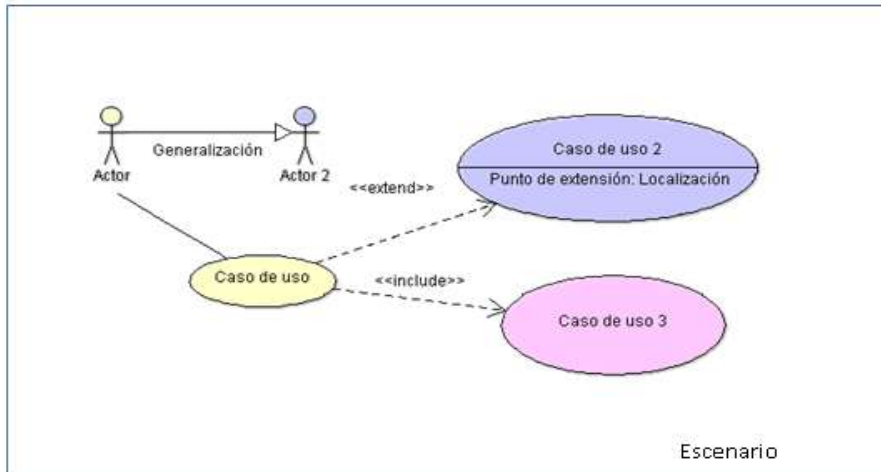 Generalización
Actor
Actor 2
<<extend>>
Caso de uso 2
Punto de extensión: Localización
Caso de uso
<<include>>
Caso de uso 3
Escenario